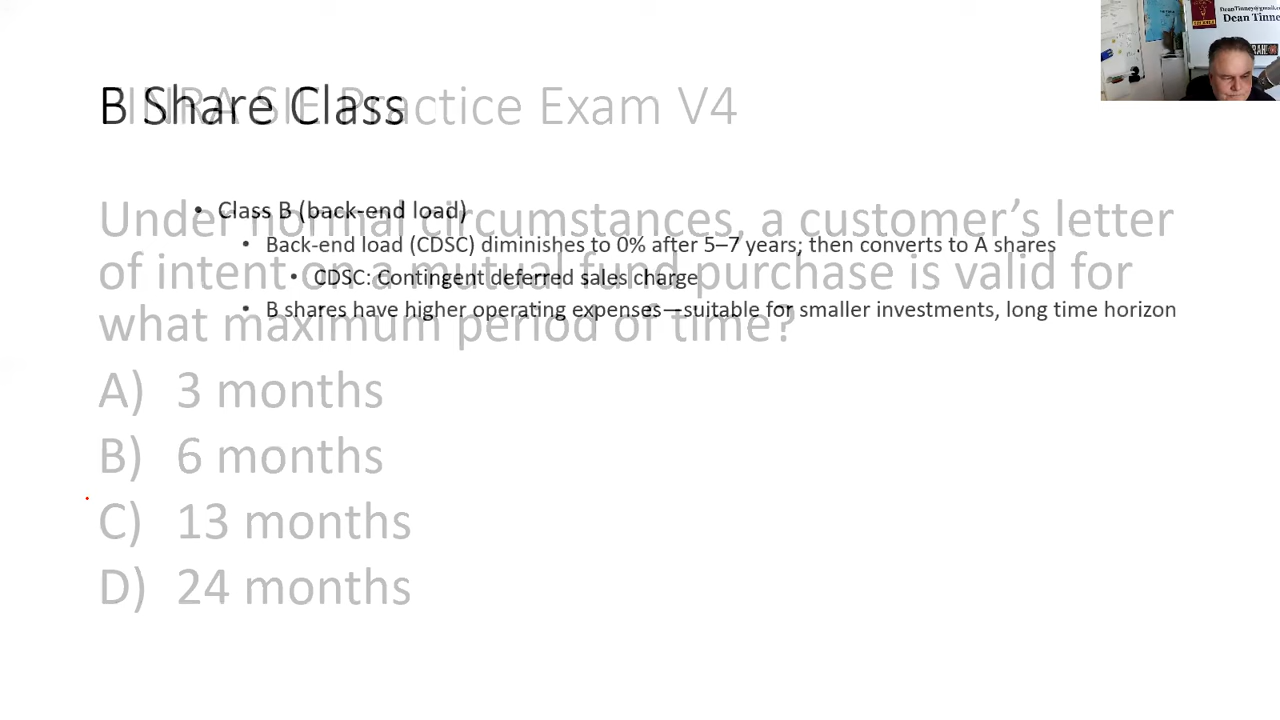 DeanTinney@gmail.c
Dean Tinne
B Share Class
FINRA SIE Practice Exam V4
Under normal circumstances, a customer's letter
of intent on a mutual fund purchase is valid for
what maximum period of time?
• Class B (back-end load)
• Back-end load (CDSC) diminishes to 0% after 5–7 years; then converts to A shares
• CDSC: Contingent deferred sales charge
• B shares have higher operating expenses—suitable for smaller investments, long time horizon
A) 3 months
B) 6 months
C) 13 months
D) 24 months